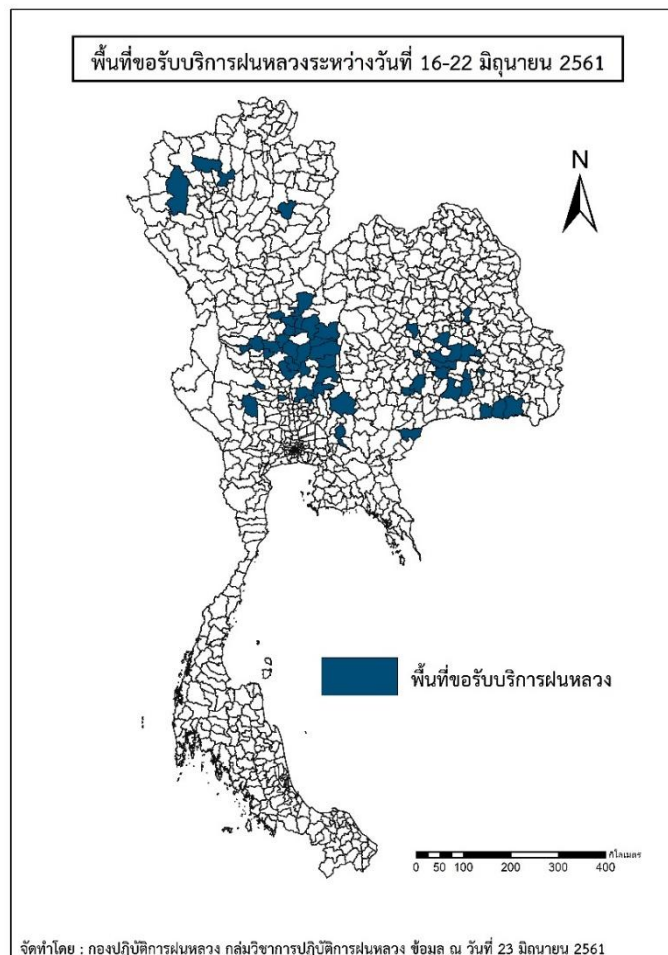 พื้นที่ขอรับบริการฝนหลวงระหว่างวันที่ 16-22 มิถุนายน 2561
N
พื้นที่ขอรับบริการฝนหลวง
กิโลเมตร
0 50 100 200 300 400
จัดทำโดย : กองปฏิบัติการฝนหลวง กลุ่มวิชาการปฏิบัติการฝนหลวง ข้อมูล ณ วันที่ 23 มิถุนายน 2561